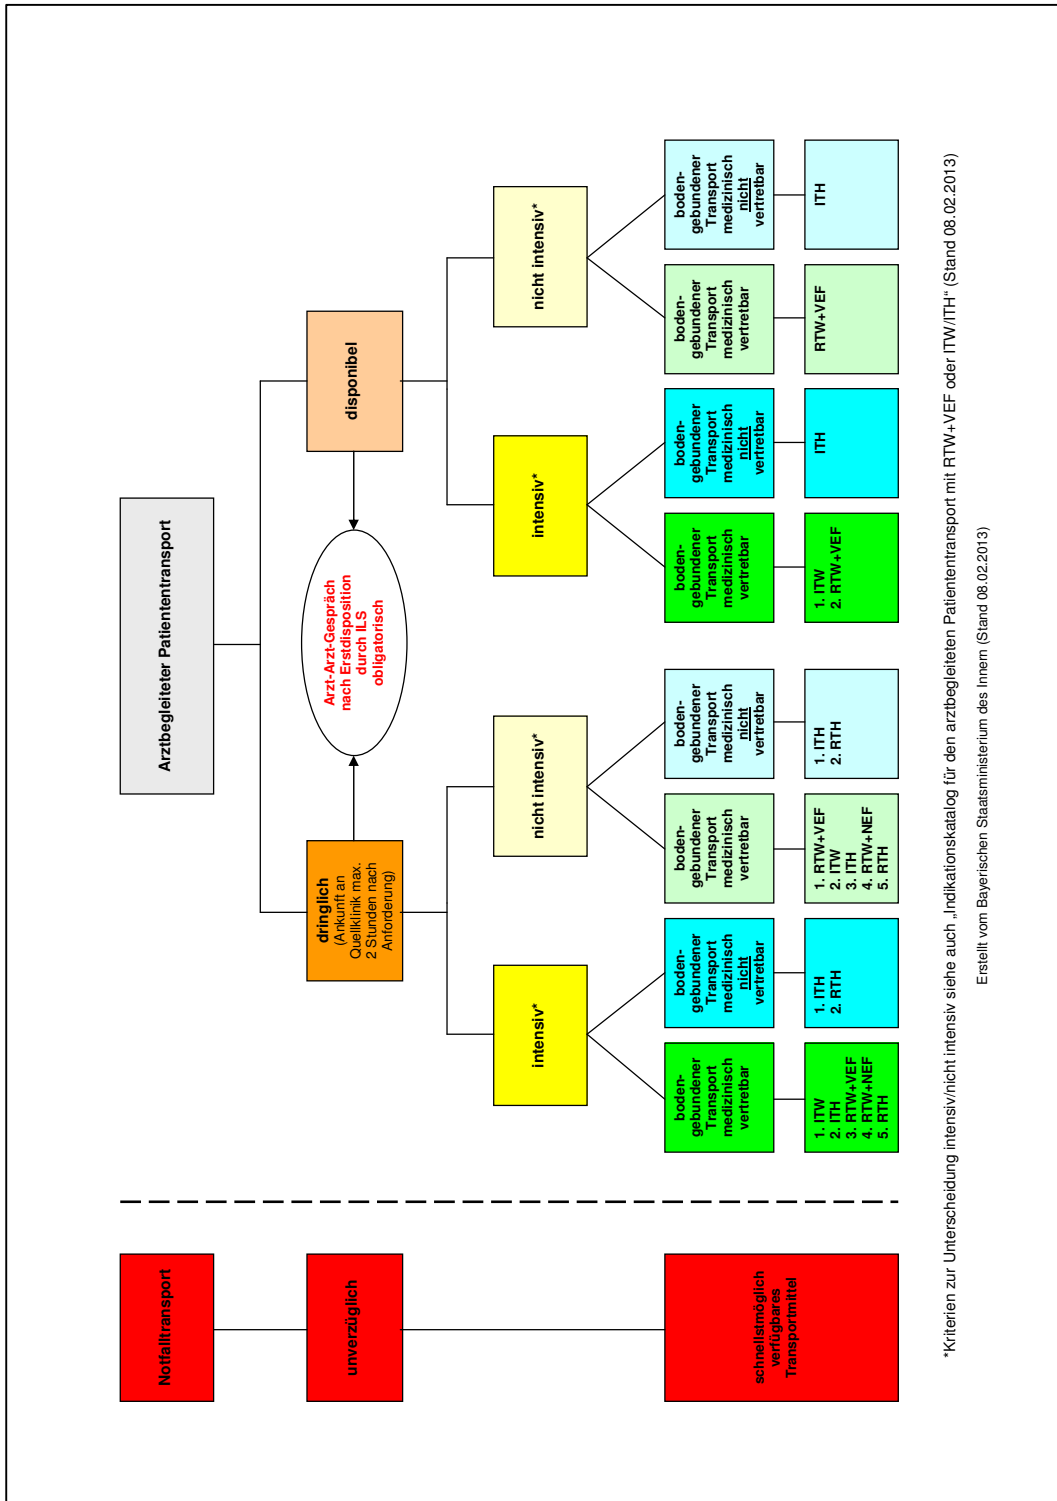 Notfalltransport
unverzüglich
schnellstmöglich
verfügbares
Transportmittel
Arztbegleiteter Patiententransport
dringlich
(Ankunft an
Quellklinik max.
2 Stunden nach
Anforderung)
Arzt-Arzt-Gespräch
nach Erstdisposition
durch ILS
obligatorisch
disponibel
intensiv*
nicht intensiv*
intensiv*
nicht intensiv*
boden-
gebundener
Transport
medizinisch
vertretbar
boden-
gebundener
Transport
medizinisch
nicht
vertretbar
boden-
gebundener
Transport
medizinisch
vertretbar
boden-
gebundener
Transport
medizinisch
nicht
vertretbar
boden-
gebundener
Transport
medizinisch
vertretbar
boden-
gebundener
Transport
medizinisch
nicht
vertretbar
boden-
gebundener
Transport
medizinisch
vertretbar
boden-
gebundener
Transport
medizinisch
nicht
vertretbar
1. ITW
2. ITH
3. RTW+VEF
4. RTW+NEF
5. RTH
1. ITH
2. RTH
1. RTW+VEF
2. ITW
3. ITH
4. RTW+NEF
5. RTH
1. ITH
2. RTH
1. ITW
2. RTW+VEF
ITH
RTW+VEF
ITH
*Kriterien zur Unterscheidung intensiv/nicht intensiv siehe auch „Indikationskatalog für den arztbegleiteten Patiententransport mit RTW+VEF oder ITW/ITH“ (Stand 08.02.2013)
Erstellt vom Bayerischen Staatsministerium des Innern (Stand 08.02.2013)